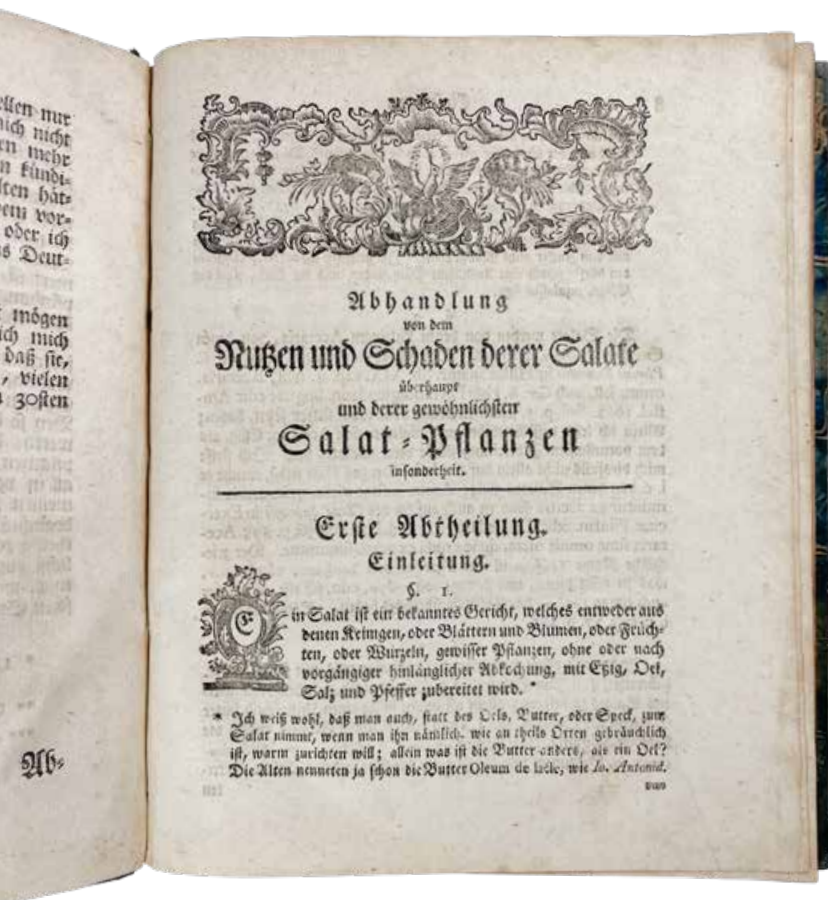 ellen nur
ich nicht
rn mehr
n kündi-
lten hät-
vem vor-
oder ich
s Deut-
mögen
ich mich
daß sie,
, vielen
30sten
Ab-
Abhandlung
von dem
Nutzen und Schaden derer Salate
überhaupt
und derer gewöhnlichsten
Salat-Pflanzen
insonderheit.
Erste Abtheilung.
Einleitung.
§. 1.
Ein Salat ist ein bekanntes Gericht, welches entweder aus
denen Keimgen, oder Blättern und Blumen, oder Früch-
ten, oder Wurzeln, gewisser Pflanzen, ohne oder nach
vorgängiger hinlänglicher Abkochung, mit Eßig, Oel,
Salz und Pfeffer zubereitet wird. *
* Ich weiß wohl, daß man auch, statt des Oels, Butter, oder Speck, zum
Salat nimmt, wenn man ihn nämlich, wie an theils Orten gebräuchlich
ist, warm zurichten will; allein was ist die Butter anders, als ein Oel?
Die Alten nenneten ja schon die Butter Oleum de lacte, wie Io. Antonid.